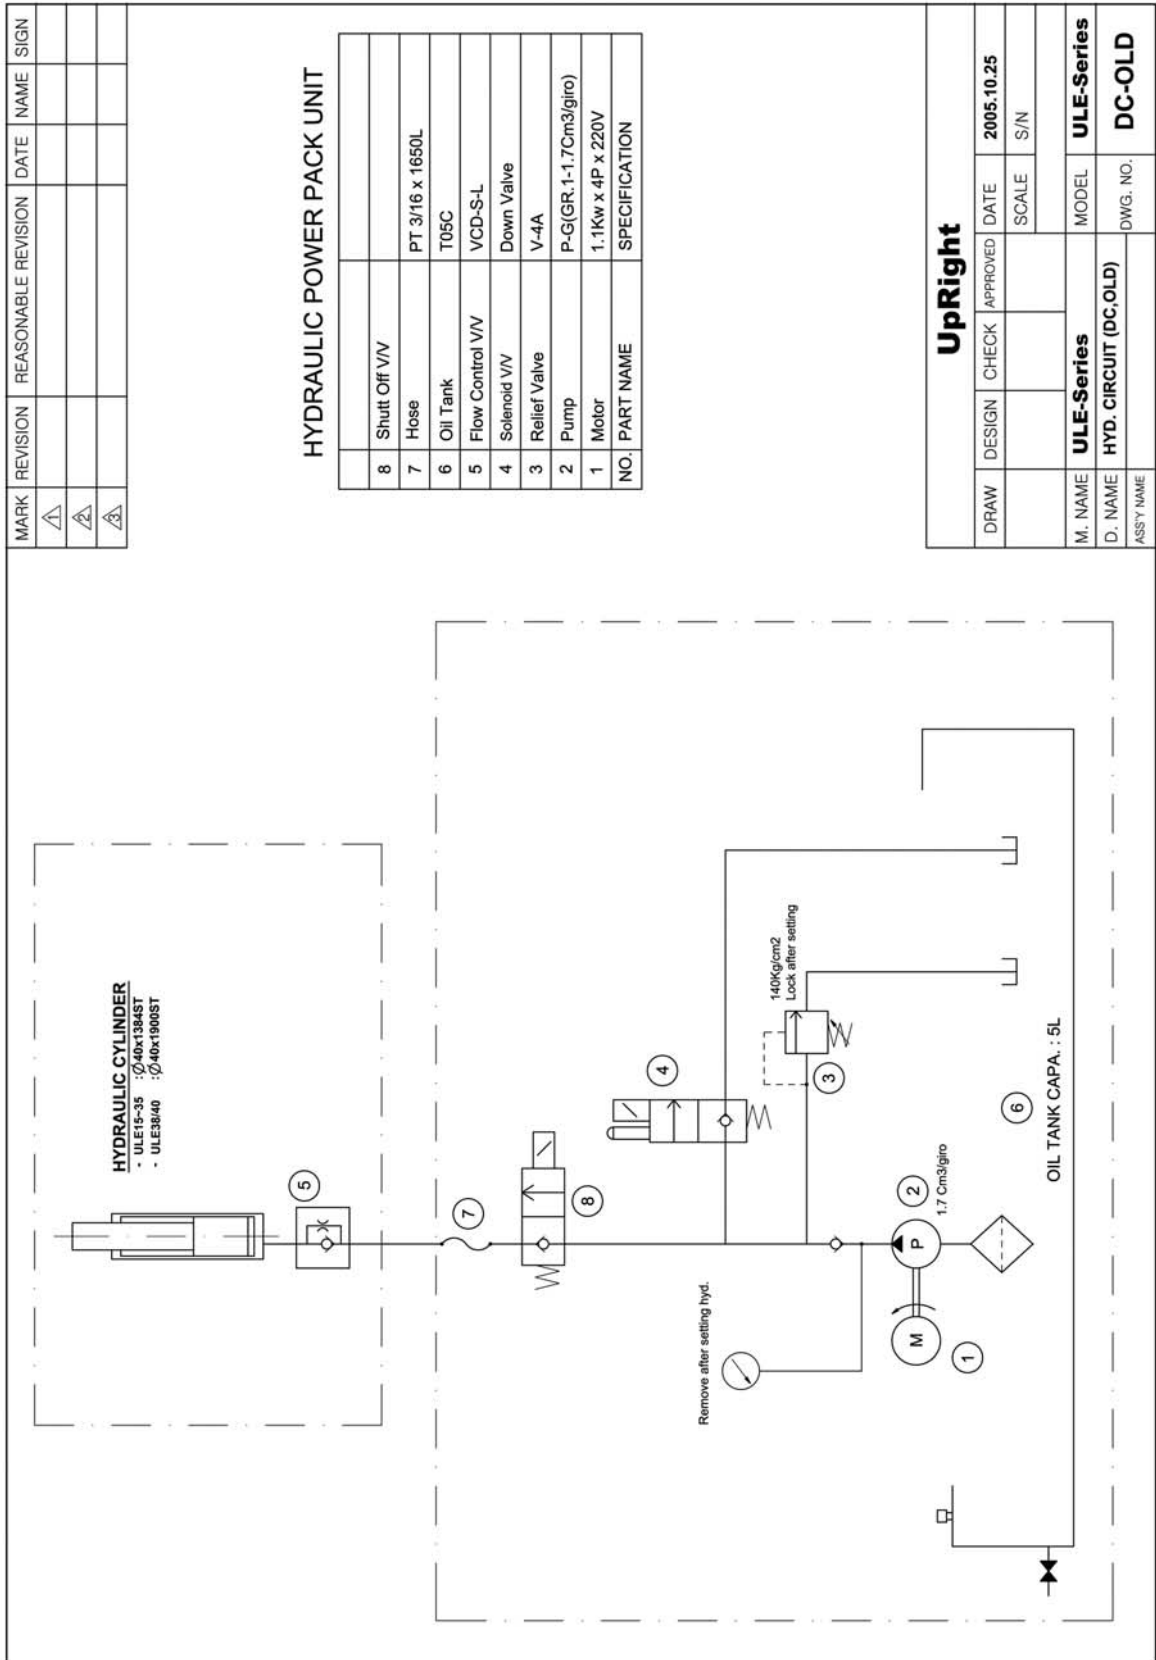 MARK REVISION REASONABLE REVISION DATE NAME SIGN
1
2
3
HYDRAULIC CYLINDER
- ULE15~35 :Ø40x1384ST
- ULE38/40 :Ø40x1900ST
5
7
8
4
Remove after setting hyd.
140Kg/cm2
Lock after setting
3
M
P
1
2
1.7 Cm3/giro
6
OIL TANK CAPA. : 5L
HYDRAULIC POWER PACK UNIT
8 Shutt Off V/V
7 Hose PT 3/16 x 1650L
6 Oil Tank T05C
5 Flow Control V/V VCD-S-L
4 Solenoid V/V Down Valve
3 Relief Valve V-4A
2 Pump P-G(GR.1-1.7Cm3/giro)
1 Motor 1.1Kw x 4P x 220V
NO. PART NAME SPECIFICATION
UpRight
DRAW DESIGN CHECK APPROVED DATE 2005.10.25
SCALE S/N
M. NAME ULE-Series MODEL ULE-Series
D. NAME HYD. CIRCUIT (DC,OLD)
ASS'Y NAME DWG. NO. DC-OLD